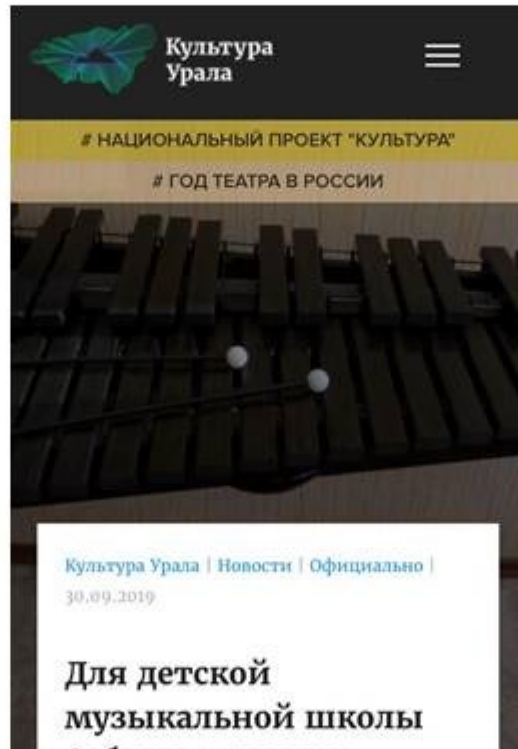 Культура
Урала
# НАЦИОНАЛЬНЫЙ ПРОЕКТ "КУЛЬТУРА"
# ГОД ТЕАТРА В РОССИИ
Культура Урала | Новости | Официально |
30.09.2019
Для детской
музыкальной школы